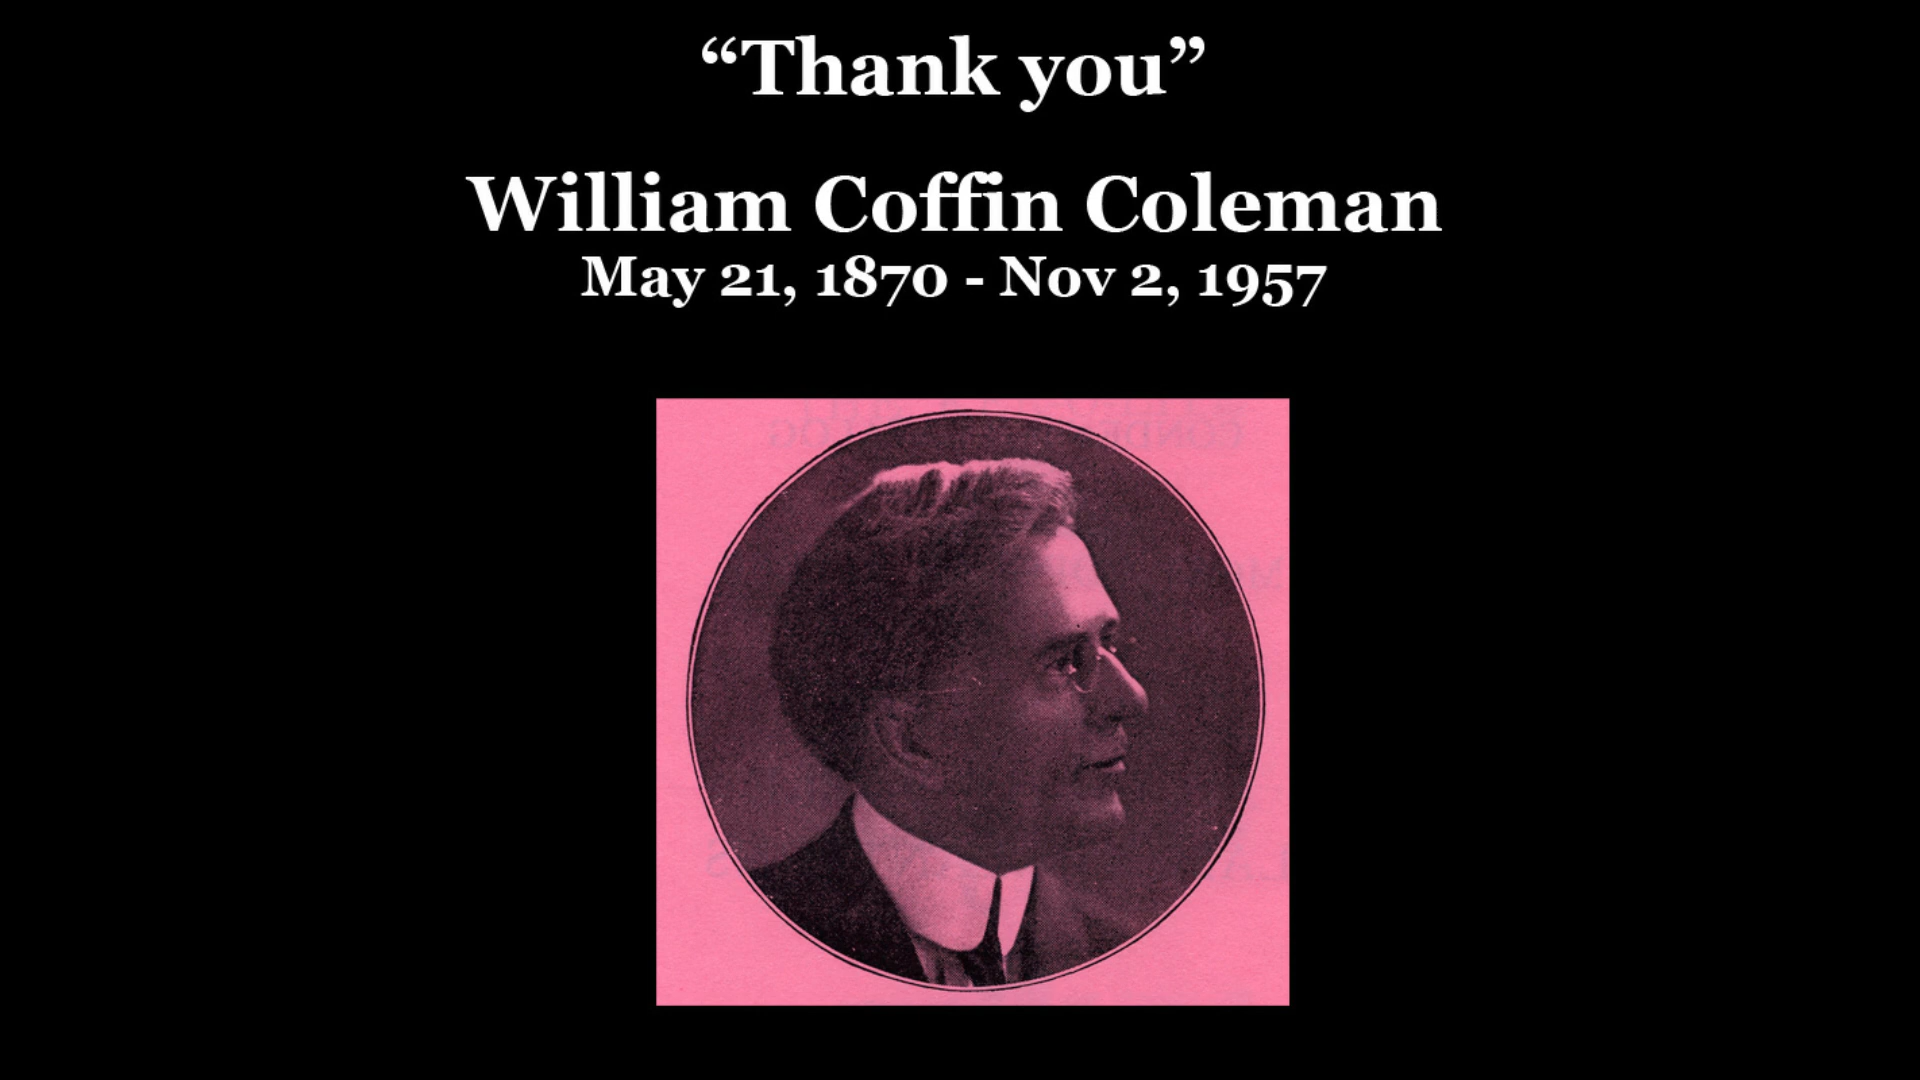 “Thank you”
William Coffin Coleman
May 21, 1870 - Nov 2, 1957